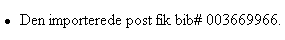 • Den importerede post fik bib# 003669966.